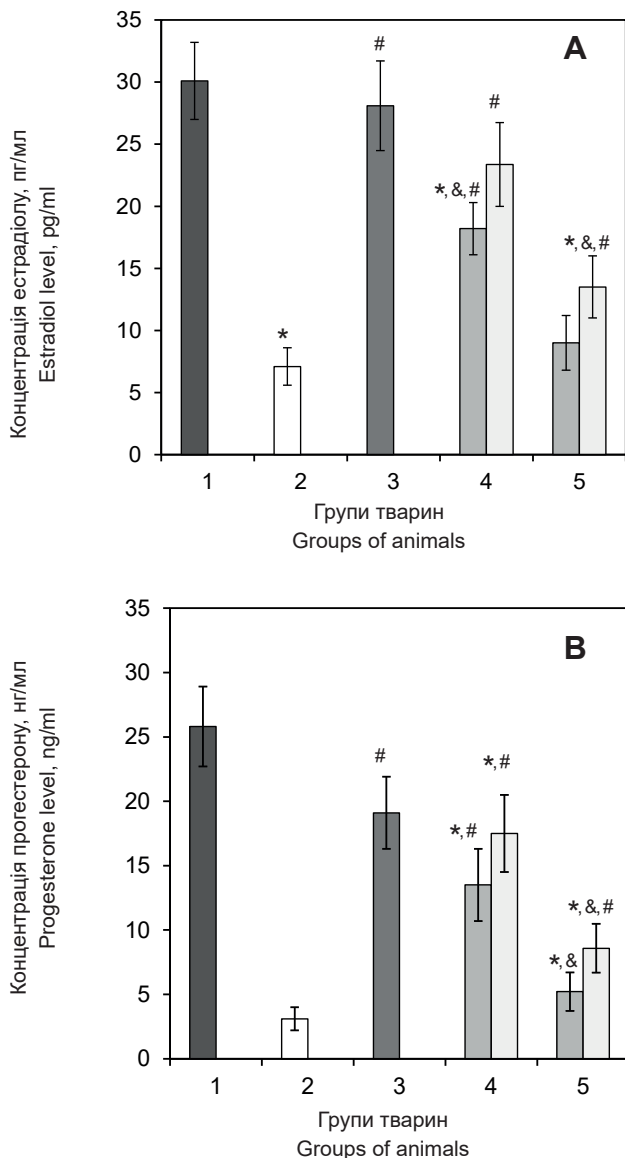 A
Концентрація естрадіолу, пг/мл
Estradiol level, pg/ml
35
30
25
20
15
10
5
0
*
#
*, &, #
#
*, &, #
1 2 3 4 5
Групи тварин
Groups of animals
B
Концентрація прогестерону, нг/мл
Progesterone level, ng/ml
35
30
25
20
15
10
5
0
#
*, #
*, #
*, &
*, &, #
1 2 3 4 5
Групи тварин
Groups of animals